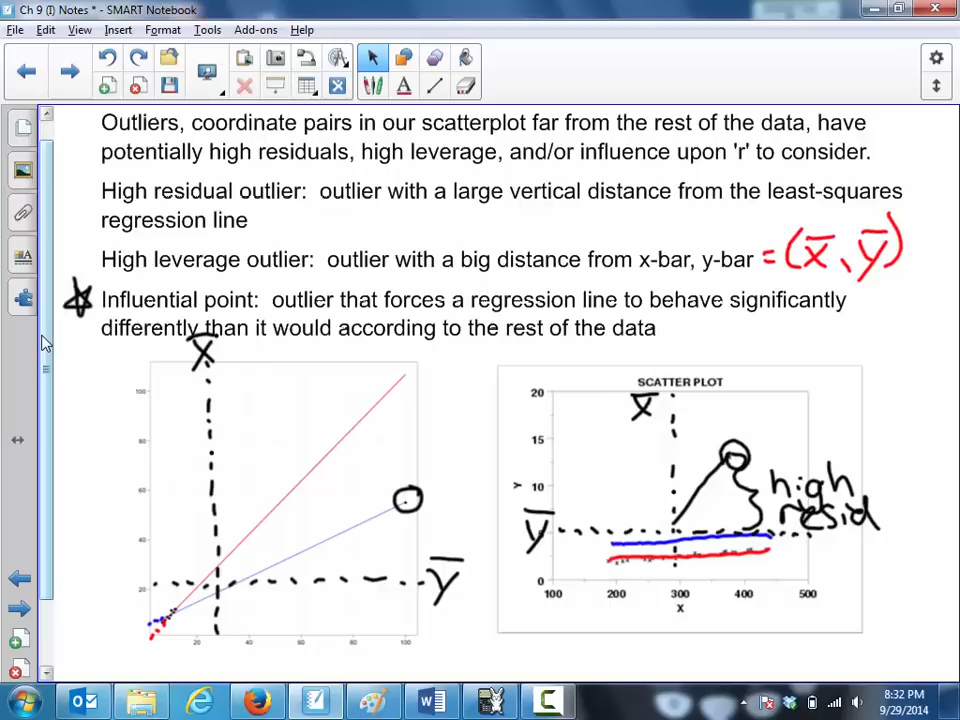 Ch 9 (I) Notes * - SMART Notebook
File Edit View Insert Format Tools Add-ons Help
Outliers, coordinate pairs in our scatterplot far from the rest of the data, have
potentially high residuals, high leverage, and/or influence upon 'r' to consider.
High residual outlier: outlier with a large vertical distance from the least-squares
regression line
High leverage outlier: outlier with a big distance from x-bar, y-bar = (x̄, ȳ)
Influential point: outlier that forces a regression line to behave significantly
differently than it would according to the rest of the data
x̄
100
80
60
40
20
20 40 60 80 100
ȳ
SCATTER PLOT
20
15
10
5
0
Y
x̄
ȳ
high
resid
100 200 300 400 500
X
8:32 PM
9/29/2014